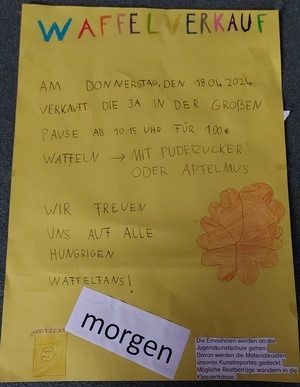 WAFFELVERKAUF
AM DONNERSTAG, DEN 18.04.2024
VERKAUFT DIE 3A IN DER GROßEN
PAUSE AB 10.15 UHR FÜR 1.00€
WAFFELN → MIT PUDERZUCKER
ODER APFELMUS
WIR FREUEN
UNS AUF ALLE
HUNGRIGEN
WAFFELFANS!
morgen
Die Einnahmen werden an die
Jugendkunstschule gehen.
Davon werden die Materialkosten
unseres Kunstreportes gedeckt.
Mögliche Restbeträge wandern in die
Klassenkasse.